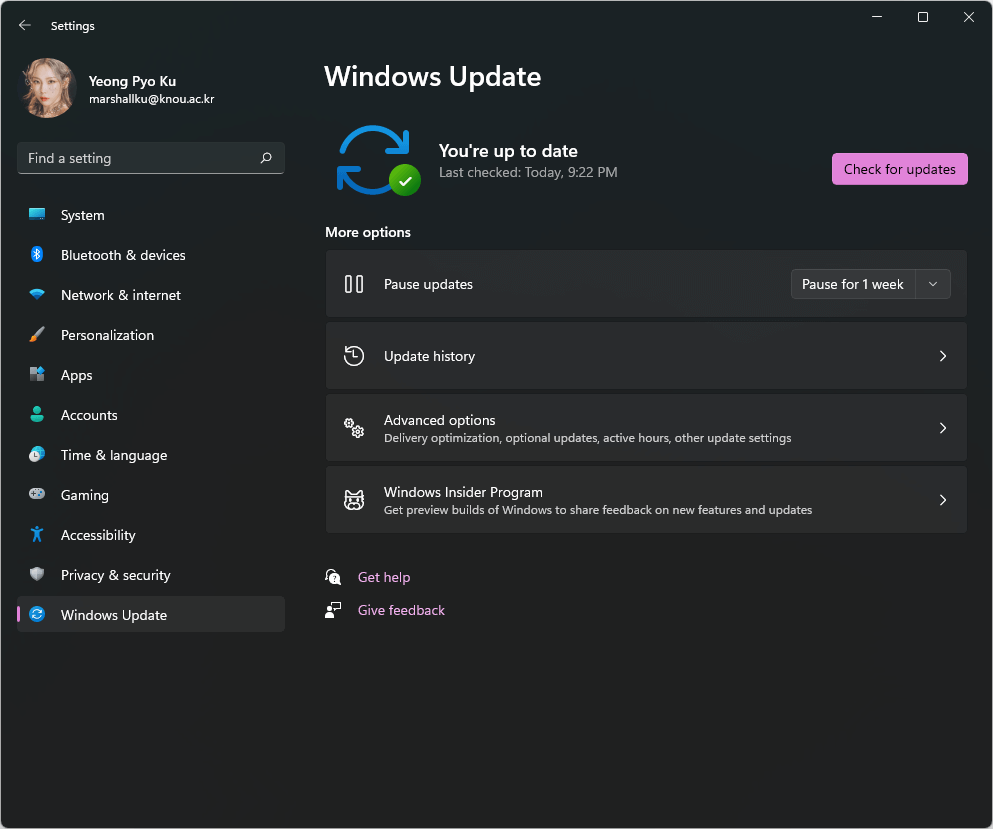 Settings
Yeong Pyo Ku
marshallku@knou.ac.kr
Find a setting
System
Bluetooth & devices
Network & internet
Personalization
Apps
Accounts
Time & language
Gaming
Accessibility
Privacy & security
Windows Update
Windows Update
You're up to date
Last checked: Today, 9:22 PM
Check for updates
More options
Pause updates
Pause for 1 week
Update history
Advanced options
Delivery optimization, optional updates, active hours, other update settings
Windows Insider Program
Get preview builds of Windows to share feedback on new features and updates
Get help
Give feedback